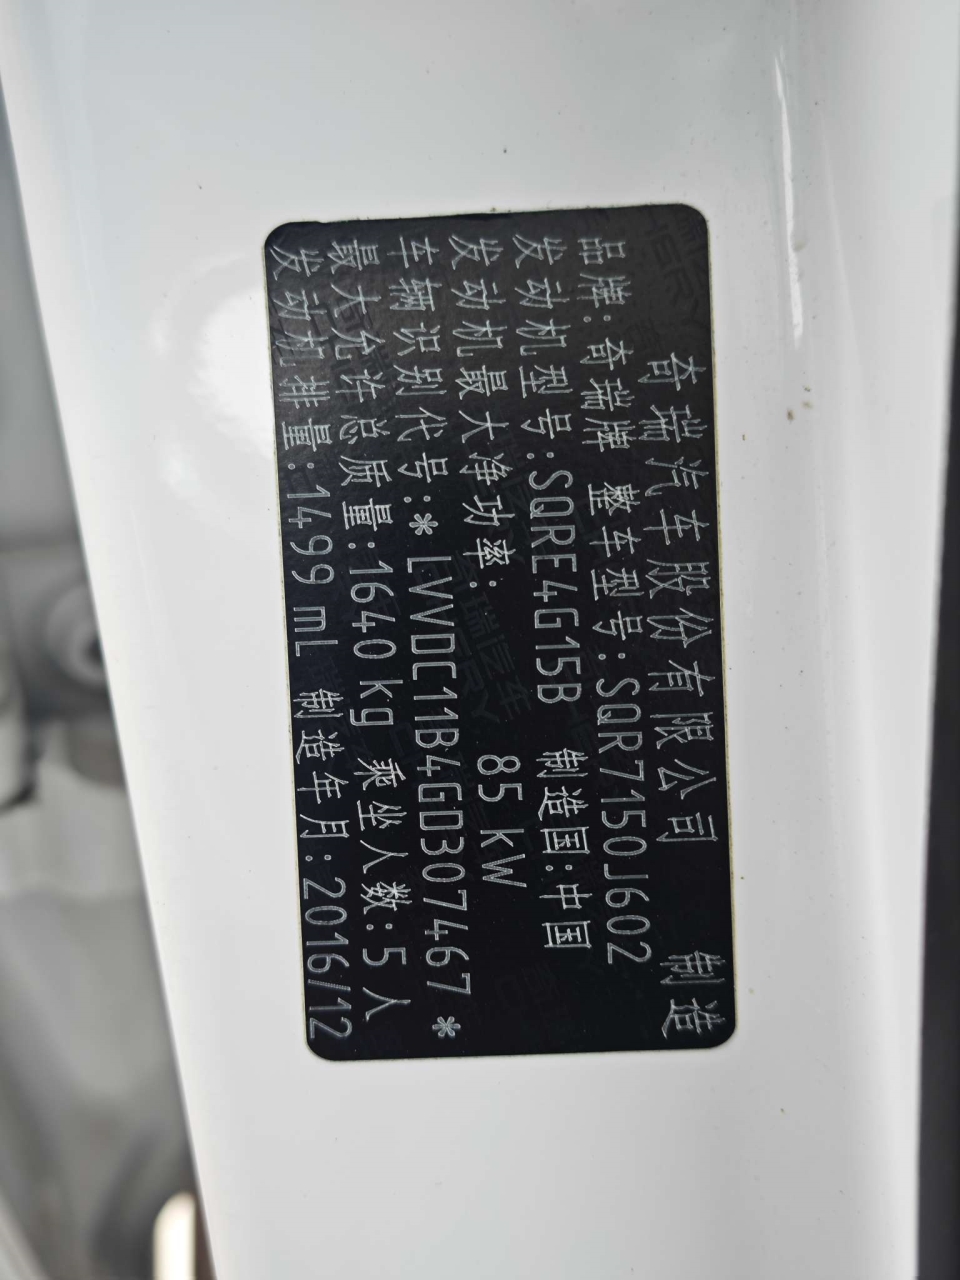 奇瑞汽车股份有限公司 制造
品牌:奇瑞牌 整车型号:SQR7150J602
发动机型号:SQRE4G15B 制造国:中国
发动机最大净功率: 85 kW
车辆识别代号:* LVVDC11B4GD307467 *
最大允许总质量:1640 kg 乘坐人数:5 人
发动机排量:1499 mL 制造年月:2016/12